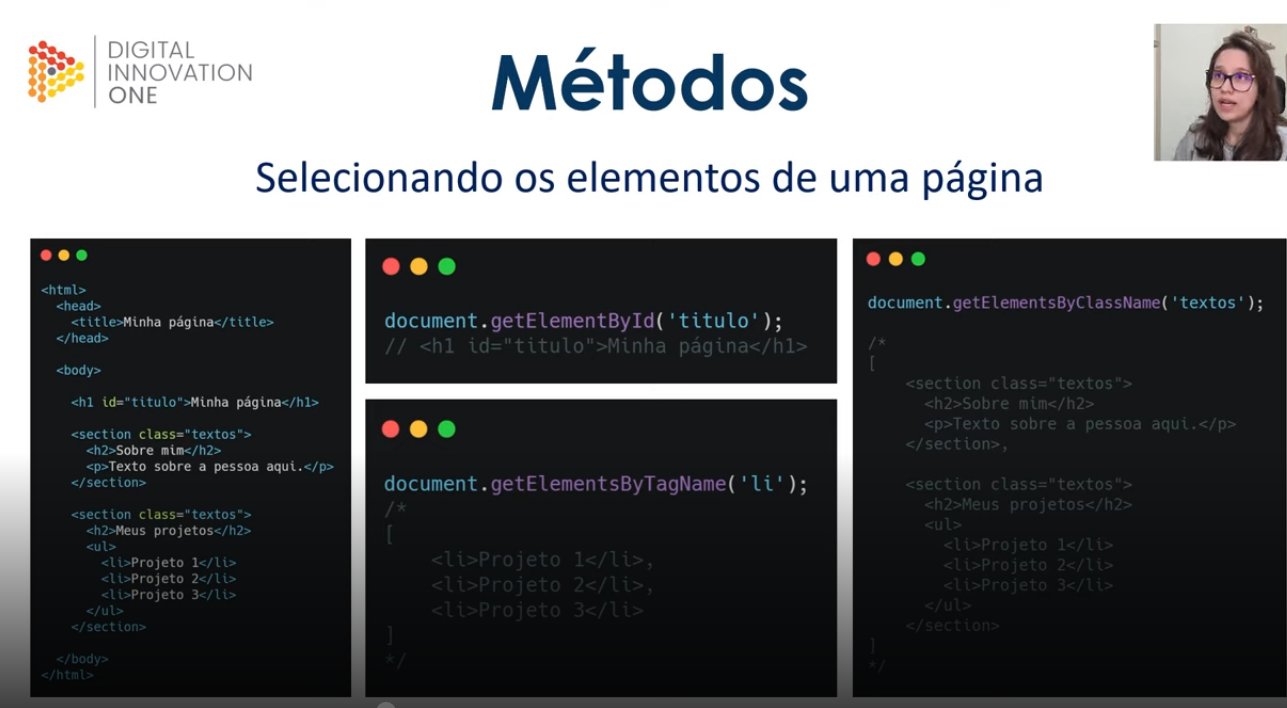 DIGITAL
INNOVATION
ONE
Métodos
Selecionando os elementos de uma página
<html>
<head>
<title>Minha página</title>
</head>
<body>
<h1 id="titulo">Minha página</h1>
<section class="textos">
<h2>Sobre mim</h2>
<p>Texto sobre a pessoa aqui.</p>
</section>
<section class="textos">
<h2>Meus projetos</h2>
<ul>
<li>Projeto 1</li>
<li>Projeto 2</li>
<li>Projeto 3</li>
</ul>
</section>
</body>
</html>
document.getElementById('titulo');
// <h1 id="titulo">Minha página</h1>
document.getElementsByTagName('li');
/*
[
<li>Projeto 1</li>,
<li>Projeto 2</li>,
<li>Projeto 3</li>
]
*/
document.getElementsByClassName('textos');
/*
[
<section class="textos">
<h2>Sobre mim</h2>
<p>Texto sobre a pessoa aqui.</p>
</section>,
<section class="textos">
<h2>Meus projetos</h2>
<ul>
<li>Projeto 1</li>
<li>Projeto 2</li>
<li>Projeto 3</li>
</ul>
</section>
]
*/